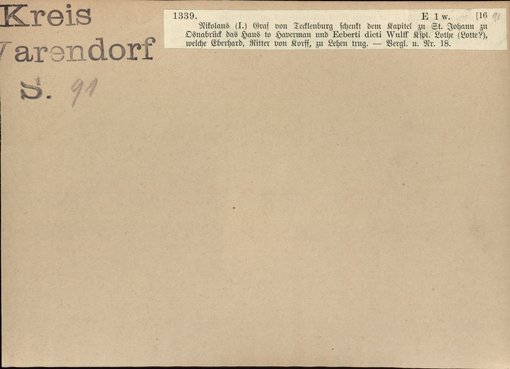 Kreis
Warendorf
S. 91
1339. E 1 w. [16 91
Nikolaus (I.) Graf von Tecklenburg schenkt dem Kapitel zu St. Johann zu
Osnabrück das Haus to Haverman und Ecberti dicti Wulff Kspl. Lothe (Lotte?),
welche Eberhard, Ritter von Korff, zu Lehen trug. — Vergl. u. Nr. 18.